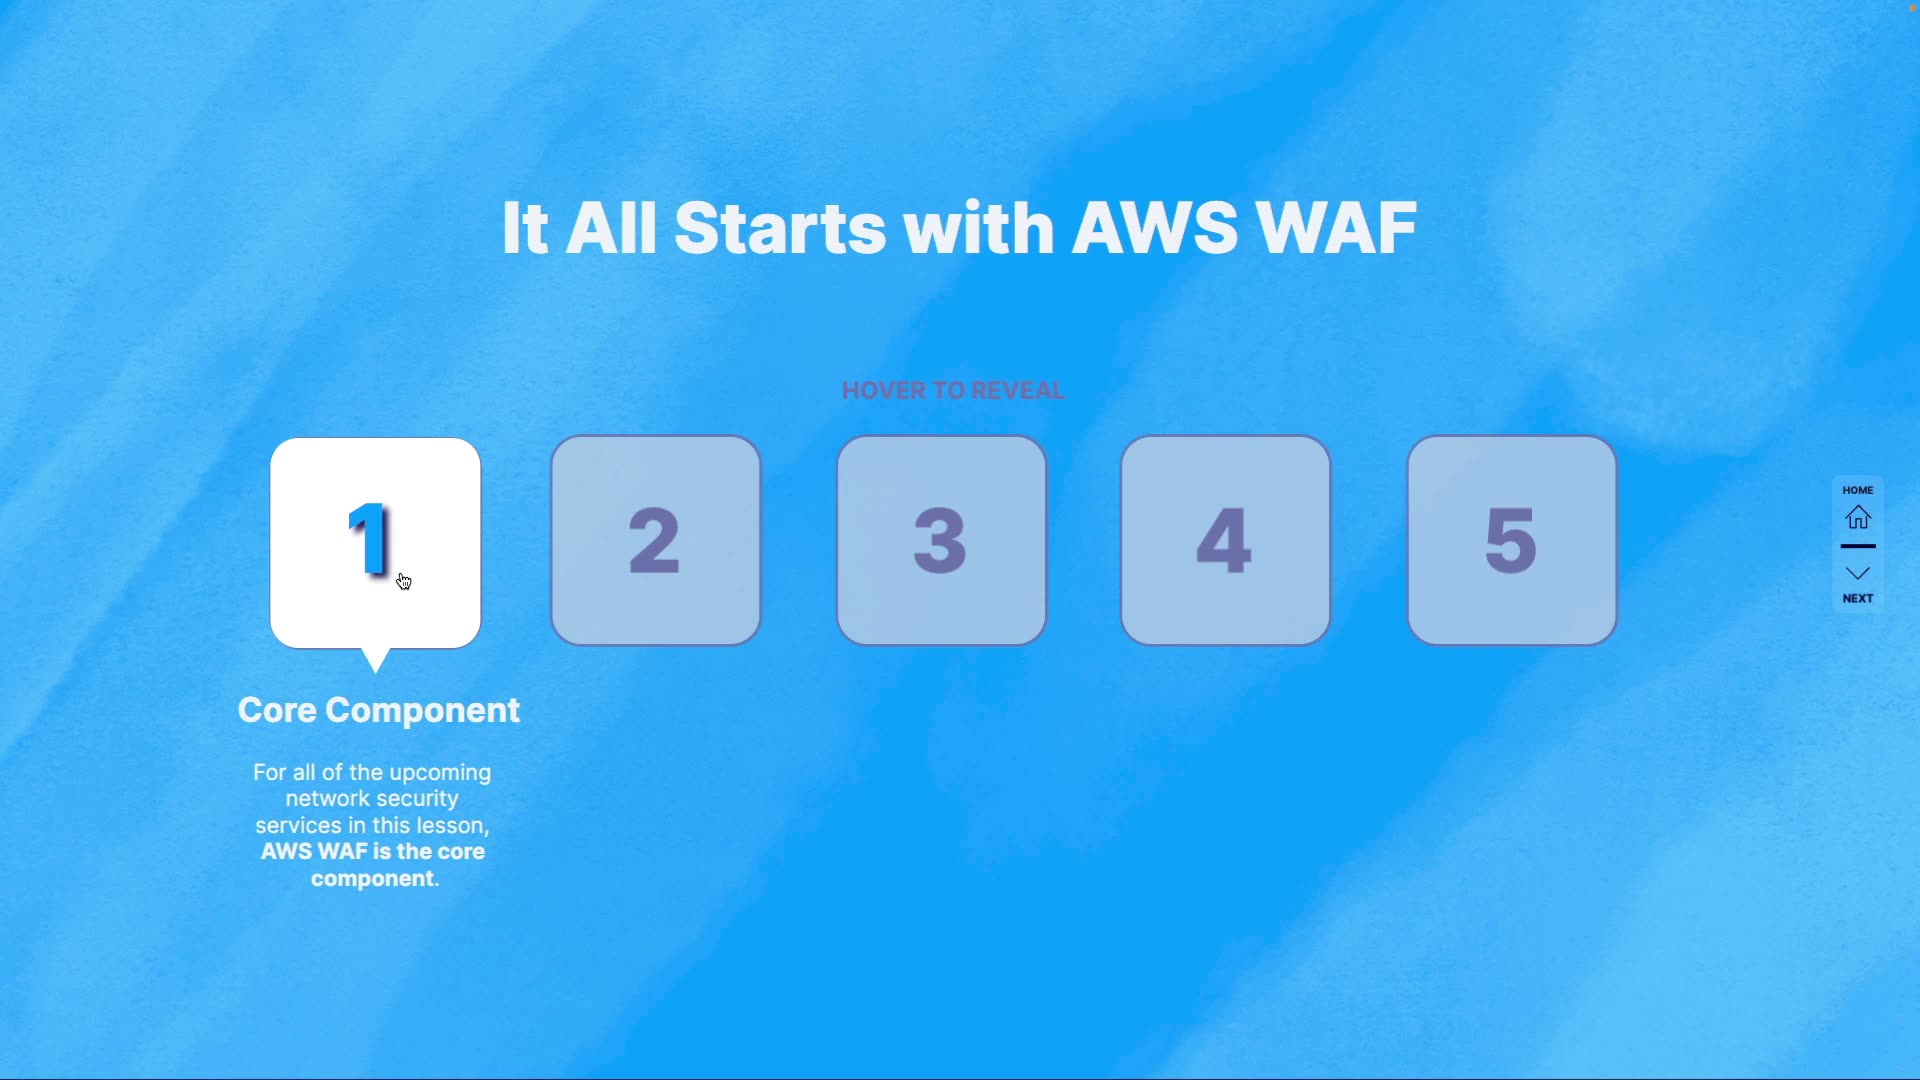 It All Starts with AWS WAF
HOVER TO REVEAL
1
2
3
4
5
Core Component
For all of the upcoming
network security
services in this lesson,
AWS WAF is the core
component.
HOME
NEXT